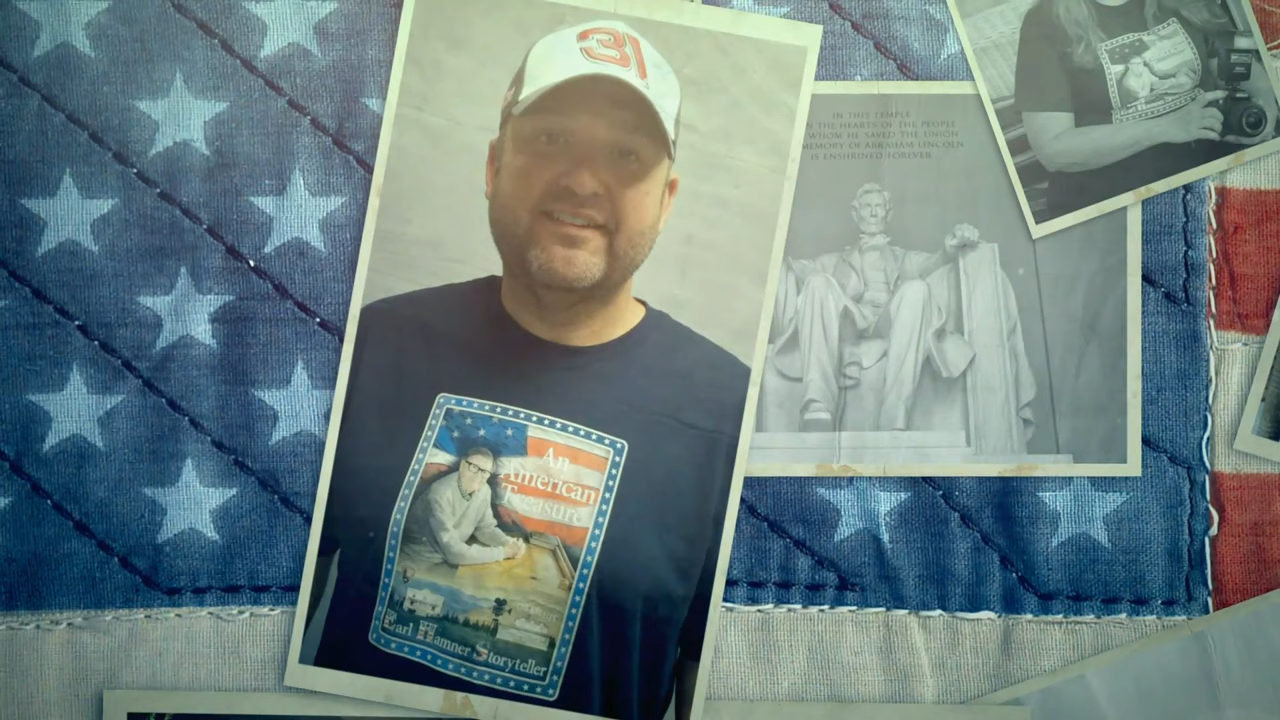 31
An
American
Treasure
Earl Hamner Storyteller
IN THIS TEMPLE
THE HEARTS OF THE PEOPLE
WHOM HE SAVED THE UNION
MEMORY OF ABRAHAM LINCOLN
IS ENSHRINED FOREVER